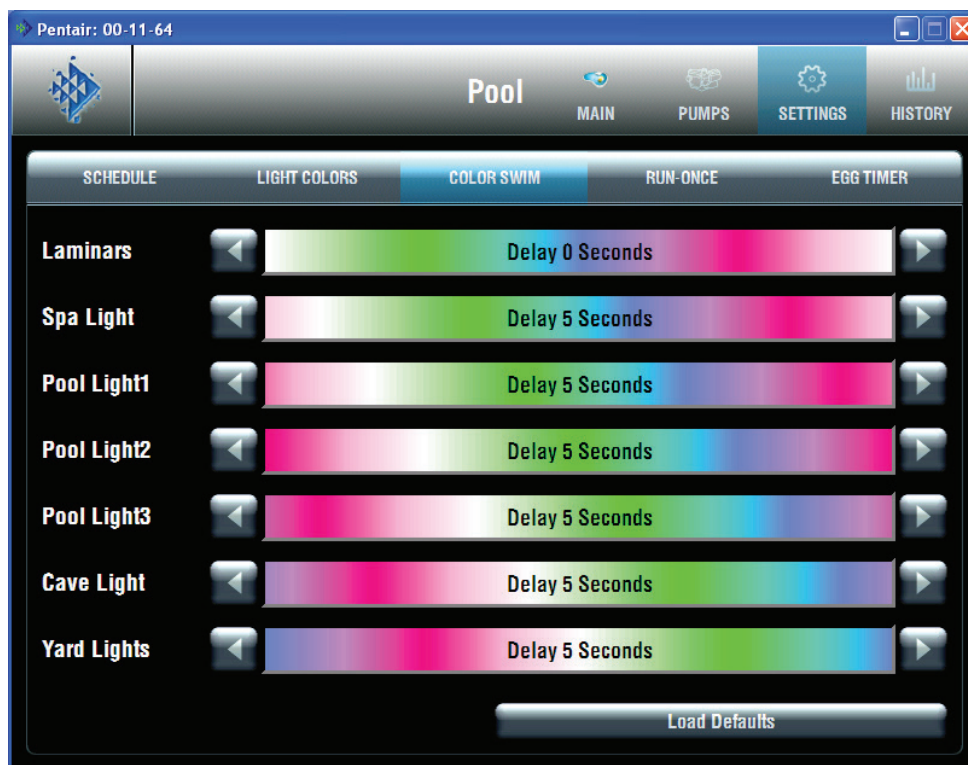 Pentair: 00-11-64
Pool
MAIN
PUMPS
SETTINGS
HISTORY
SCHEDULE
LIGHT COLORS
COLOR SWIM
RUN-ONCE
EGG TIMER
Laminars Delay 0 Seconds
Spa Light Delay 5 Seconds
Pool Light1 Delay 5 Seconds
Pool Light2 Delay 5 Seconds
Pool Light3 Delay 5 Seconds
Cave Light Delay 5 Seconds
Yard Lights Delay 5 Seconds
Load Defaults